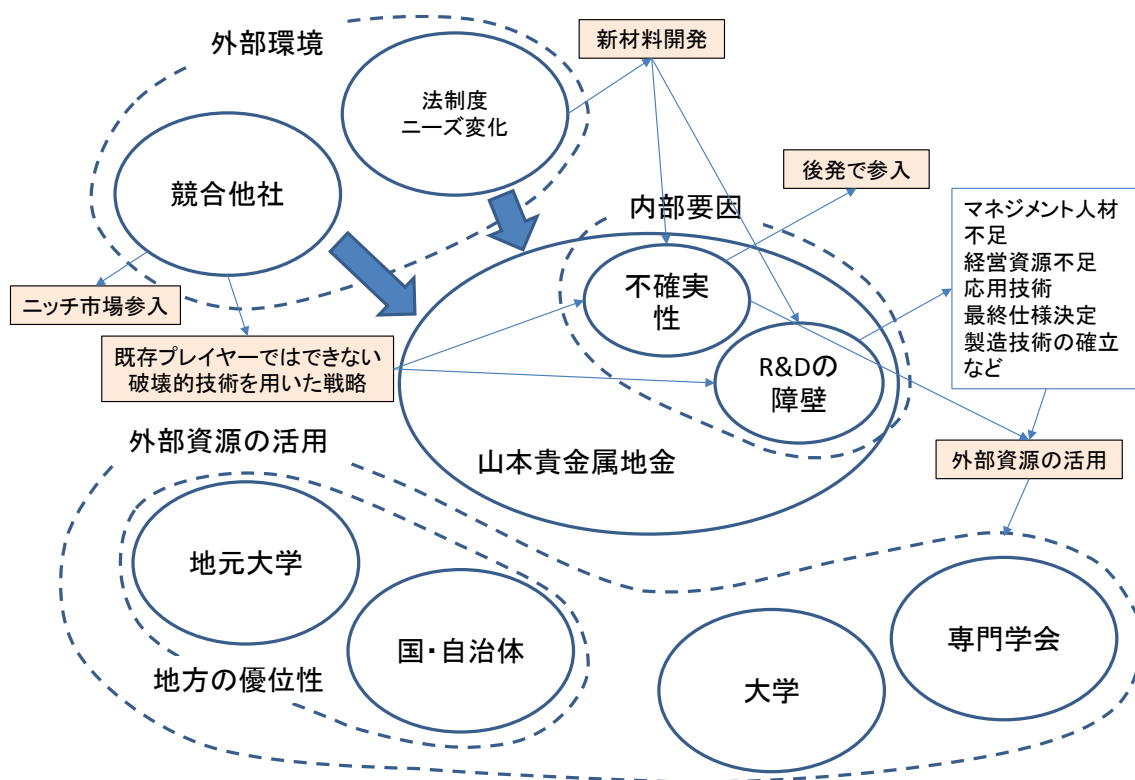 外部環境
新材料開発
法制度
ニーズ変化
競合他社
後発で参入
内部要因
マネジメント人材
不足
経営資源不足
応用技術
最終仕様決定
製造技術の確立
など
ニッチ市場参入
不確実
性
既存プレイヤーではできない
破壊的技術を用いた戦略
R&Dの
障壁
外部資源の活用
山本貴金属地金
外部資源の活用
地元大学
国・自治体
専門学会
地方の優位性
大学